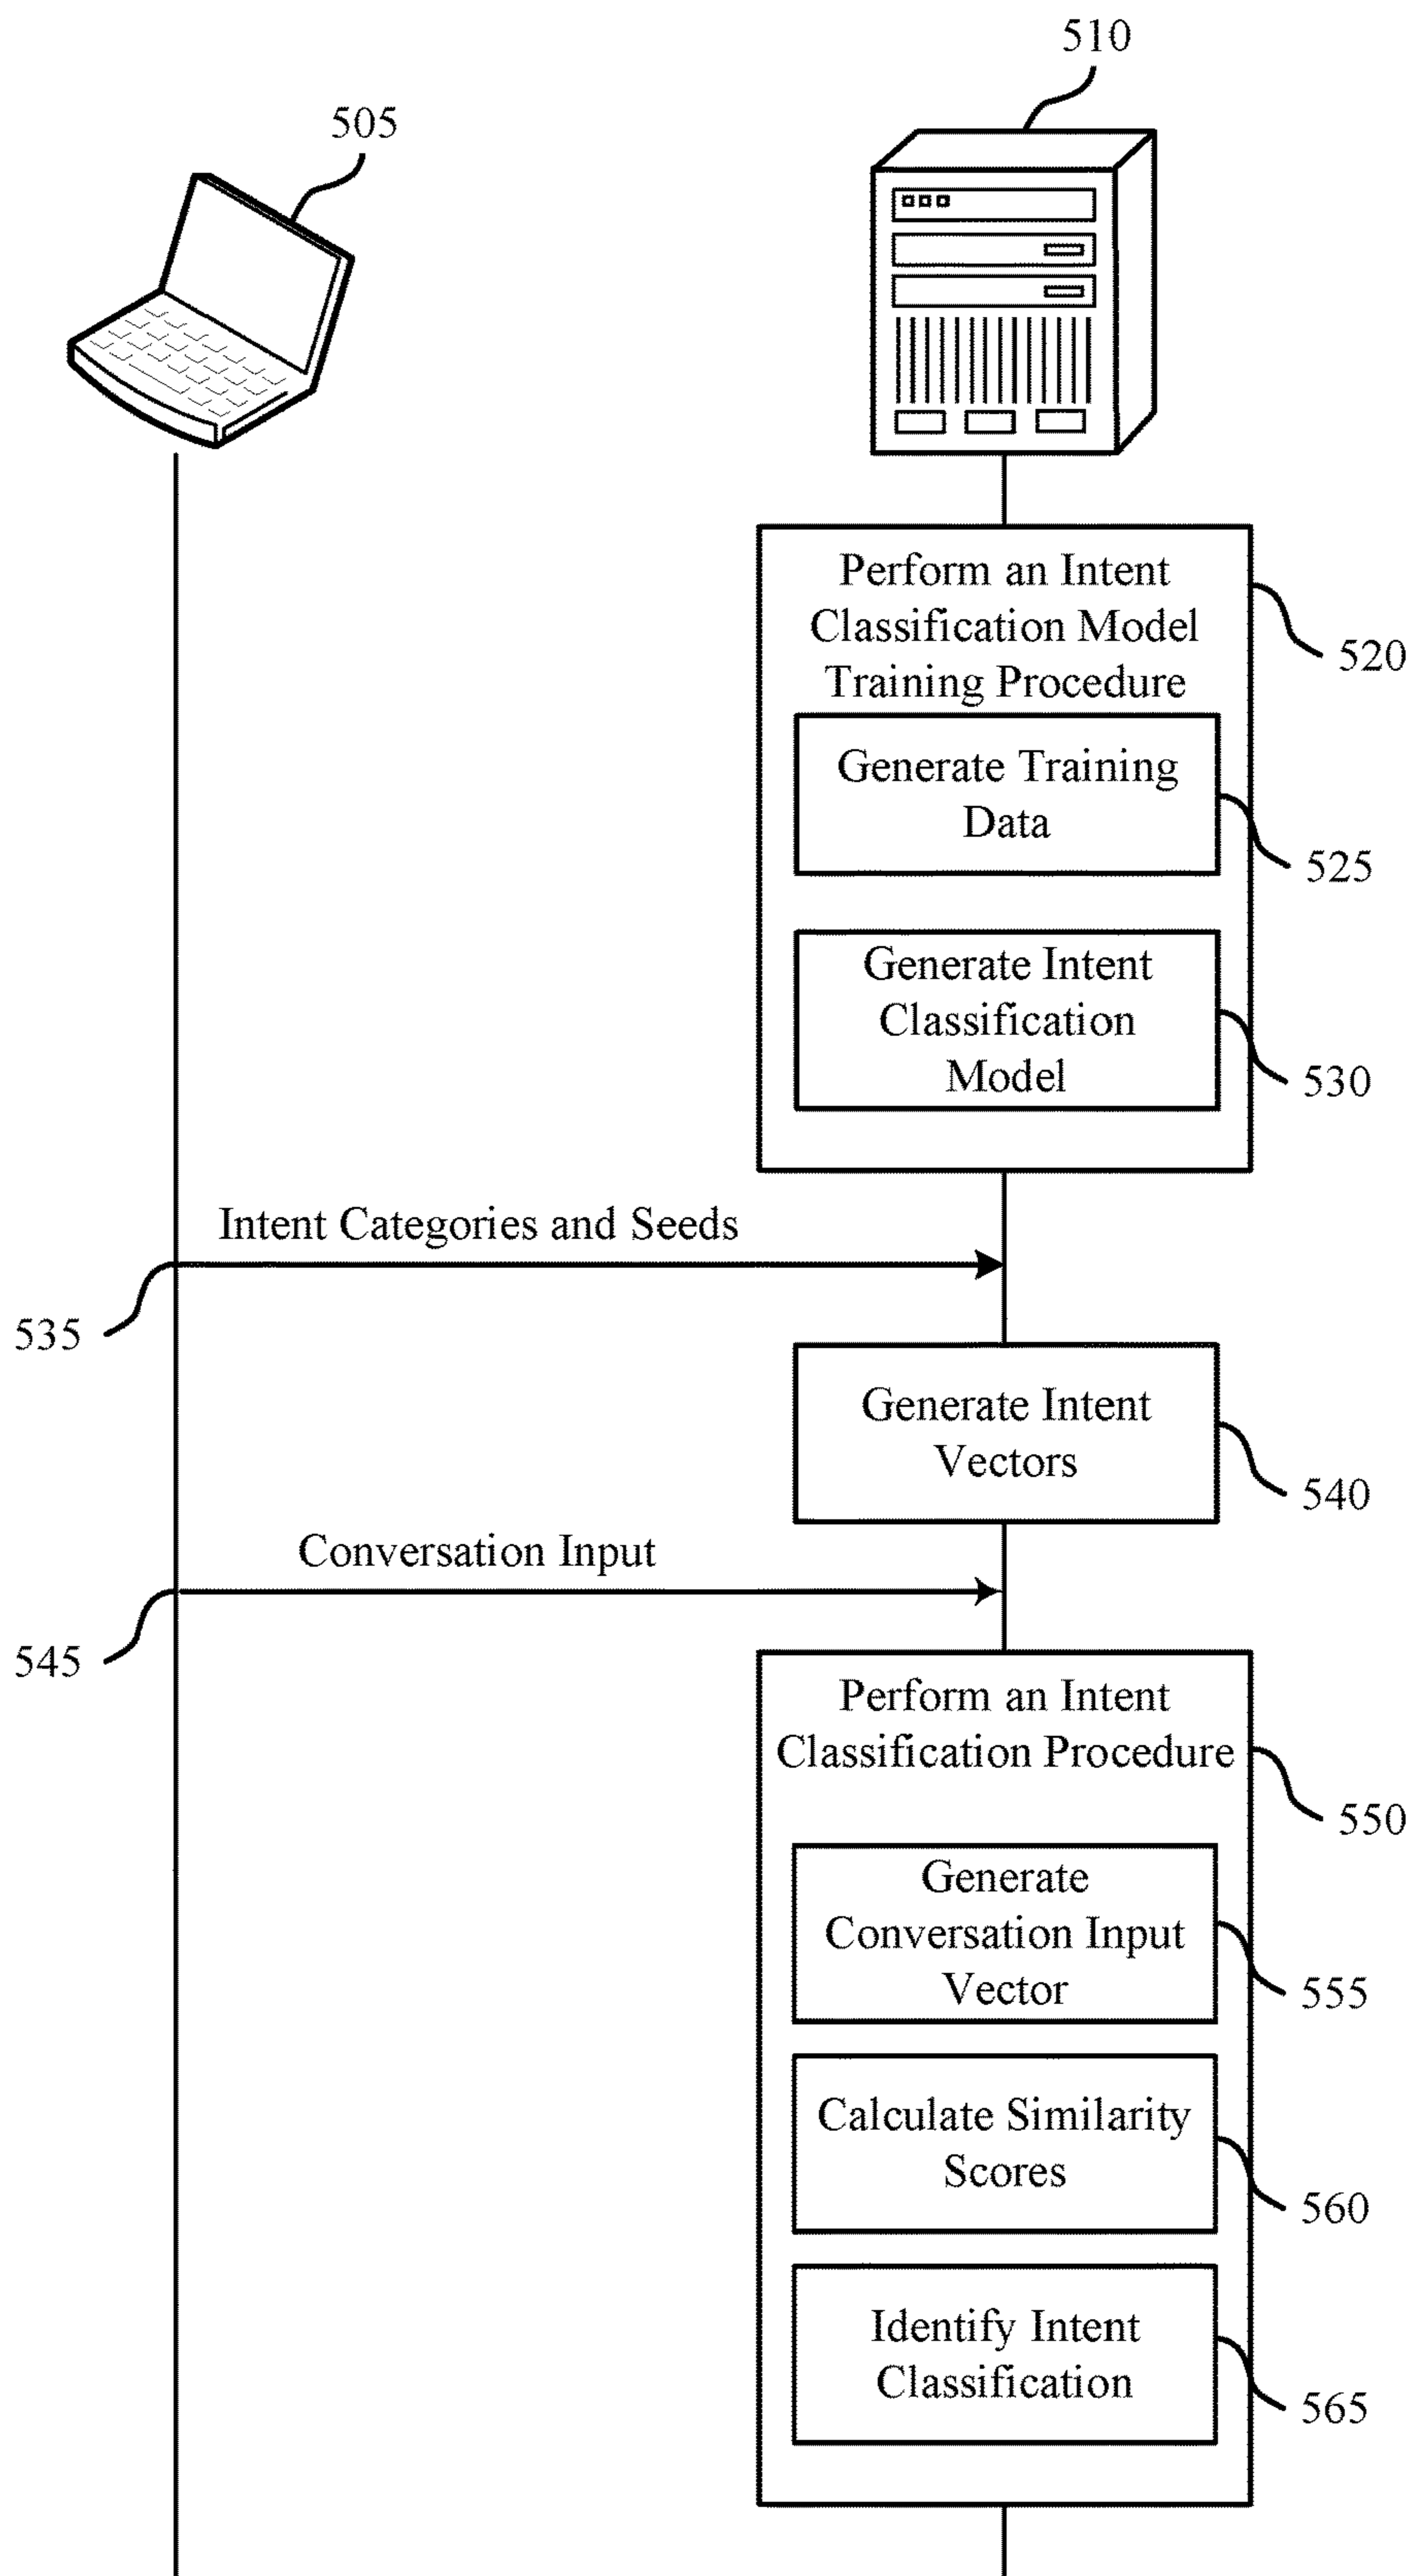 510
505
Perform an Intent
Classification Model
Training Procedure
520
Generate Training
Data
525
Generate Intent
Classification
Model
530
Intent Categories and Seeds
535
Generate Intent
Vectors
540
Conversation Input
545
Perform an Intent
Classification Procedure
550
Generate
Conversation Input
Vector
555
Calculate Similarity
Scores
560
Identify Intent
Classification
565